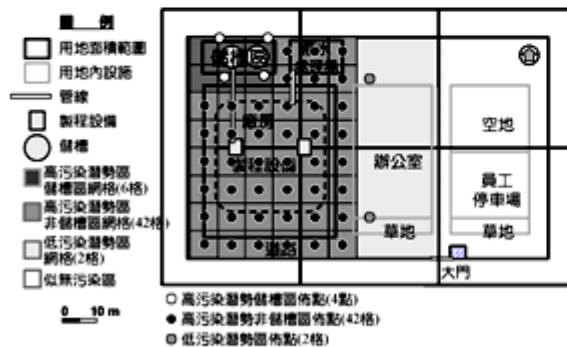 圖 例
用地面積範圍
用地內設施
管線
製程設備
儲槽
高污染潛勢區
儲槽區網格(6格)
高污染潛勢區
非儲槽區網格(42格)
低污染潛勢區
網格(2格)
似無污染區
0 10 m
廠房
製程設備
道路
辦公室
草地
空地
員工
停車場
草地
大門
高污染潛勢儲槽區佈點(4點)
高污染潛勢非儲槽區佈點(42格)
低污染潛勢區佈點(2格)